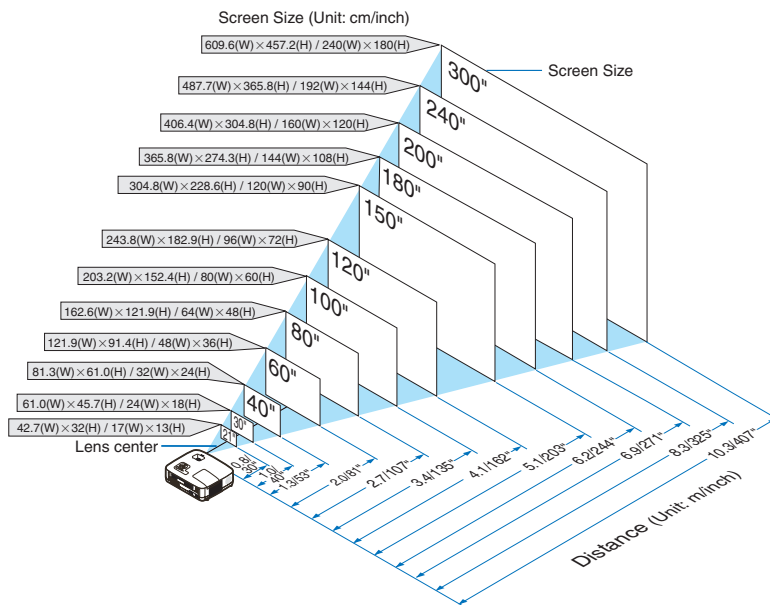 Screen Size (Unit: cm/inch)
609.6(W)×457.2(H) / 240(W)×180(H)
Screen Size
300"
487.7(W)×365.8(H) / 192(W)×144(H)
240"
406.4(W)×304.8(H) / 160(W)×120(H)
200"
365.8(W)×274.3(H) / 144(W)×108(H)
180"
304.8(W)×228.6(H) / 120(W)×90(H)
150"
243.8(W)×182.9(H) / 96(W)×72(H)
120"
203.2(W)×152.4(H) / 80(W)×60(H)
100"
162.6(W)×121.9(H) / 64(W)×48(H)
80"
121.9(W)×91.4(H) / 48(W)×36(H)
60"
81.3(W)×61.0(H) / 32(W)×24(H)
40"
61.0(W)×45.7(H) / 24(W)×18(H)
30"
42.7(W)×32(H) / 17(W)×13(H)
21"
Lens center
0.8/
30"
1.0/
40"
1.3/53"
2.0/81"
2.7/107"
3.4/135"
4.1/162"
5.1/203"
6.2/244"
6.9/271"
8.3/325"
10.3/407"
Distance (Unit: m/inch)